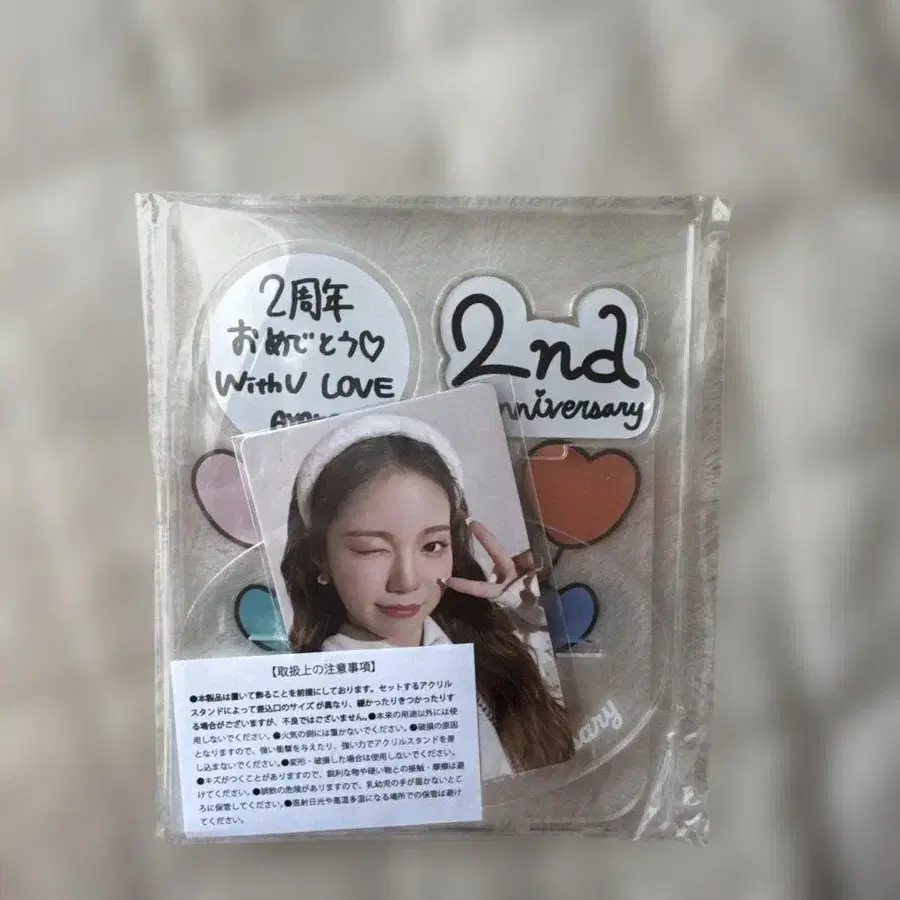 2周年
おめでとう♡
WithU LOVE
2nd
nniversary
【取扱上の注意事項】
●本製品は置いて飾ることを前提にしております。セットするアクリル
スタンドによって差込口のサイズが異なり、硬かったりきつかったりす
る場合がございますが、不良ではございません。●本来の用途以外には使
用しないでください。●火気の側には置かないでください。●破損の原因
となりますので、強い衝撃を与えたり、強い力でアクリルスタンドを差
し込まないでください。●変形・破損した場合は使用しないでください。
●キズがつくことがありますので、鋭利な物や硬い物との接触・摩擦は避
けてください。●誤飲の危険がありますので、乳幼児の手が届かないとこ
ろに保管してください。●直射日光や高温多湿になる場所での保管は避け
てください。
sary